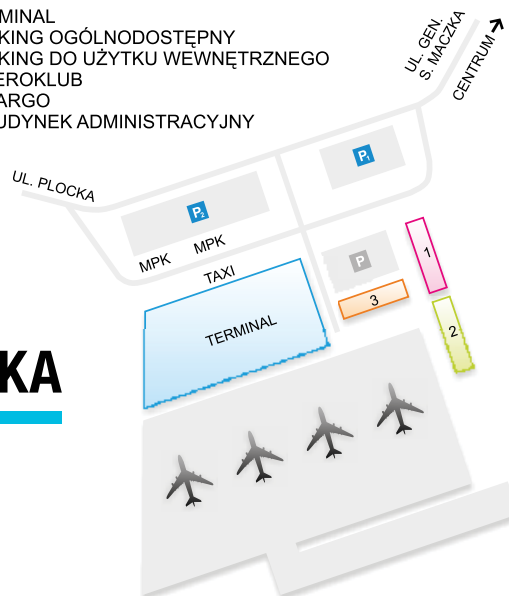 MINAL
KING OGÓLNODOSTĘPNY
KING DO UŻYTKU WEWNĘTRZNEGO
EROKLUB
ARGO
UDYNEK ADMINISTRACYJNY
UL. GEN.
S. MACZKA
CENTRUM
UL. PLOCKA
P1
P2
MPK
MPK
TAXI
P
1
3
2
TERMINAL
KA